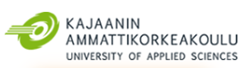 KAJAANIN
AMMATTIKORKEAKOULU
UNIVERSITY OF APPLIED SCIENCES